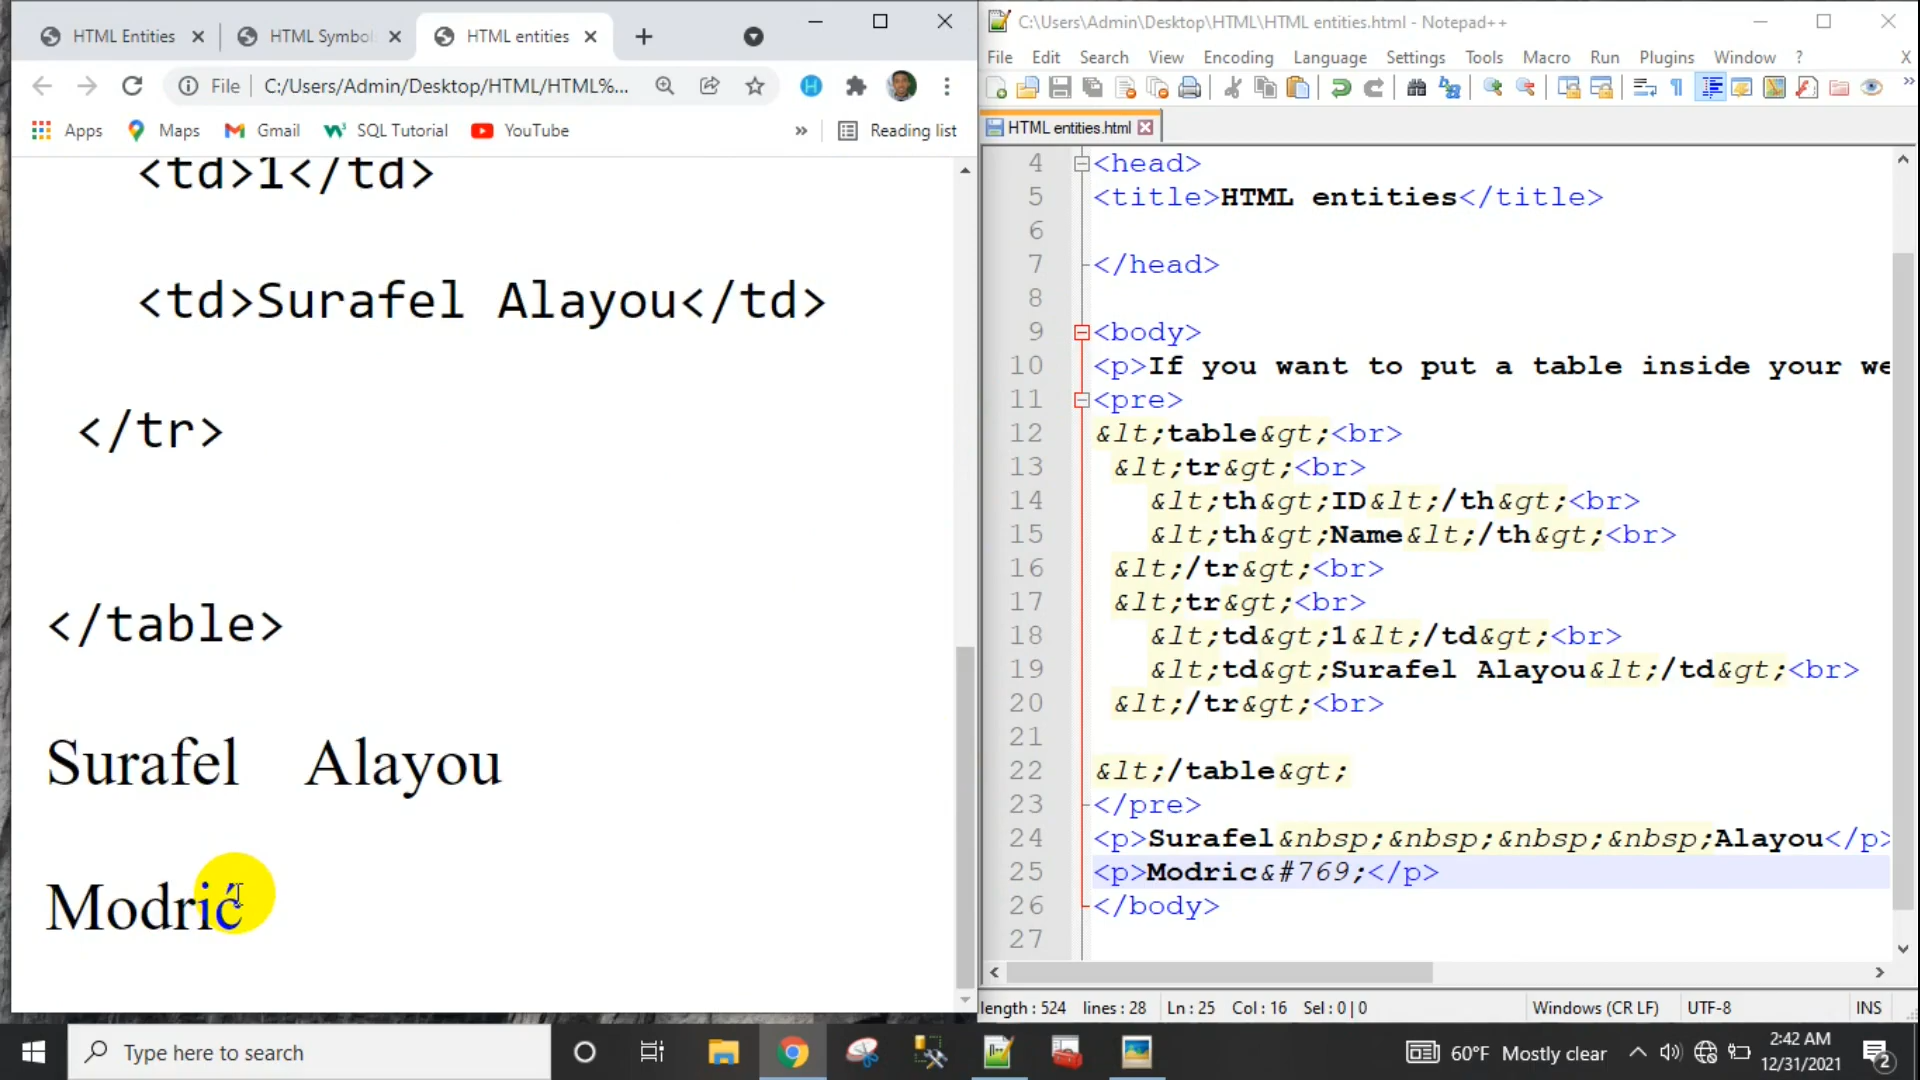 HTML Entities
HTML Symbol
HTML entities
File
C:/Users/Admin/Desktop/HTML/HTML%...
Apps
Maps
Gmail
SQL Tutorial
YouTube
»
Reading list
<td>1</td>
<td>Surafel Alayou</td>
</tr>
</table>
Surafel    Alayou
Modrić
C:\Users\Admin\Desktop\HTML\HTML entities.html - Notepad++
File Edit Search View Encoding Language Settings Tools Macro Run Plugins Window ? X
HTML entities.html
4 <head>
5 <title>HTML entities</title>
6
7 </head>
8
9 <body>
10 <p>If you want to put a table inside your we
11 <pre>
12 &lt;table&gt;<br>
13 &lt;tr&gt;<br>
14 &lt;th&gt;ID&lt;/th&gt;<br>
15 &lt;th&gt;Name&lt;/th&gt;<br>
16 &lt;/tr&gt;<br>
17 &lt;tr&gt;<br>
18 &lt;td&gt;1&lt;/td&gt;<br>
19 &lt;td&gt;Surafel Alayou&lt;/td&gt;<br>
20 &lt;/tr&gt;<br>
21
22 &lt;/table&gt;
23 </pre>
24 <p>Surafel&nbsp;&nbsp;&nbsp;&nbsp;Alayou</p>
25 <p>Modric&#769;</p>
26 </body>
27
length : 524 lines : 28 Ln : 25 Col : 16 Sel : 0 | 0 Windows (CR LF) UTF-8 INS
Type here to search
60°F Mostly clear
2:42 AM
12/31/2021
2